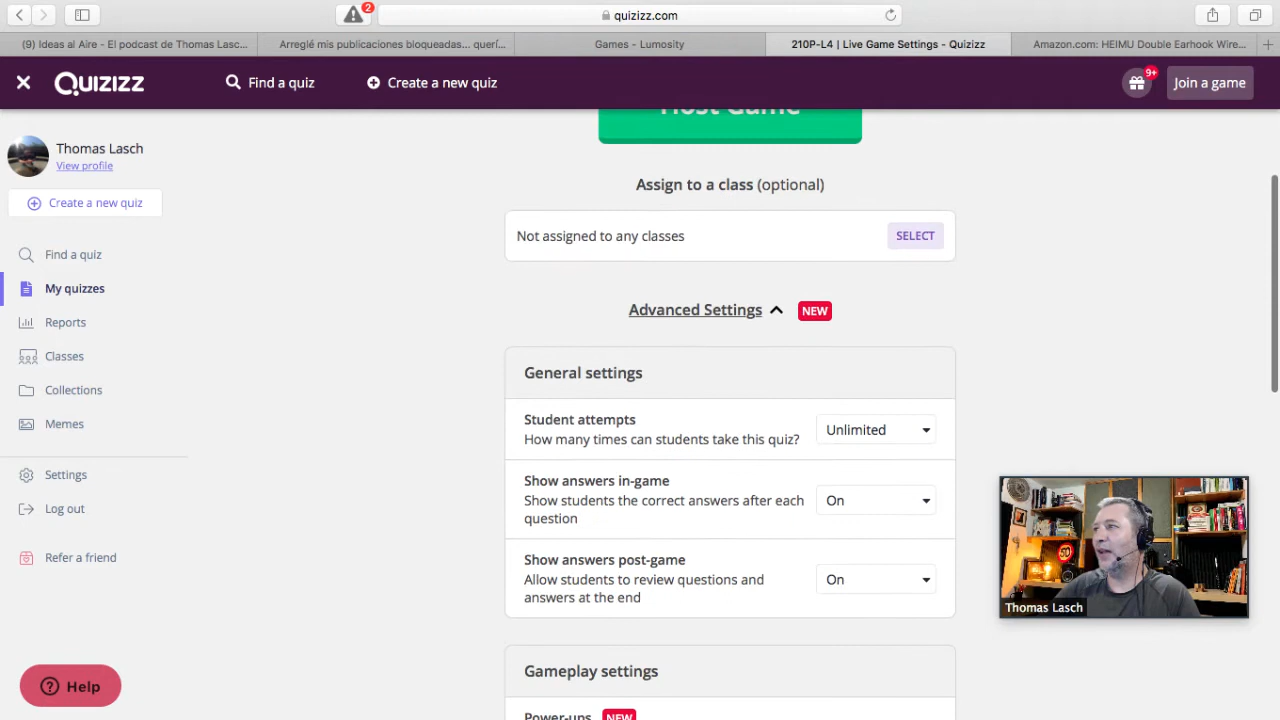 2
quizizz.com
(9) Ideas al Aire - El podcast de Thomas Lasc...
Arreglé mis publicaciones bloqueadas... querí...
Games - Lumosity
210P-L4 | Live Game Settings - Quizizz
Amazon.com: HEIMU Double Earhook Wire...
Quizizz
Find a quiz
Create a new quiz
9+
Join a game
Thomas Lasch
View profile
Create a new quiz
Find a quiz
My quizzes
Reports
Classes
Collections
Memes
Settings
Log out
Refer a friend
Help
Host Game
Assign to a class (optional)
Not assigned to any classes
SELECT
Advanced Settings
NEW
General settings
Student attempts
How many times can students take this quiz?
Unlimited
Show answers in-game
Show students the correct answers after each
question
On
Show answers post-game
Allow students to review questions and
answers at the end
On
Gameplay settings
Power-ups NEW
Thomas Lasch